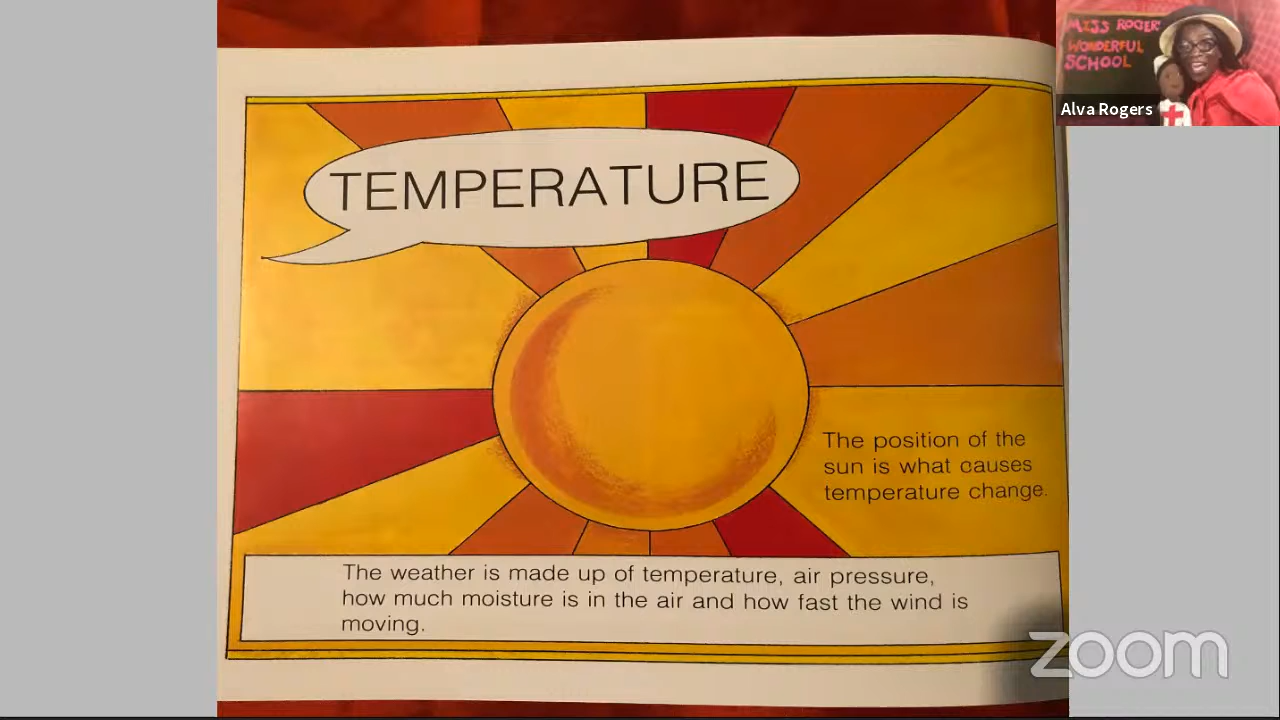 MISS ROGERS
WONDERFUL
SCHOOL
Alva Rogers
TEMPERATURE
The position of the
sun is what causes
temperature change.
The weather is made up of temperature, air pressure,
how much moisture is in the air and how fast the wind is
moving.
zoom